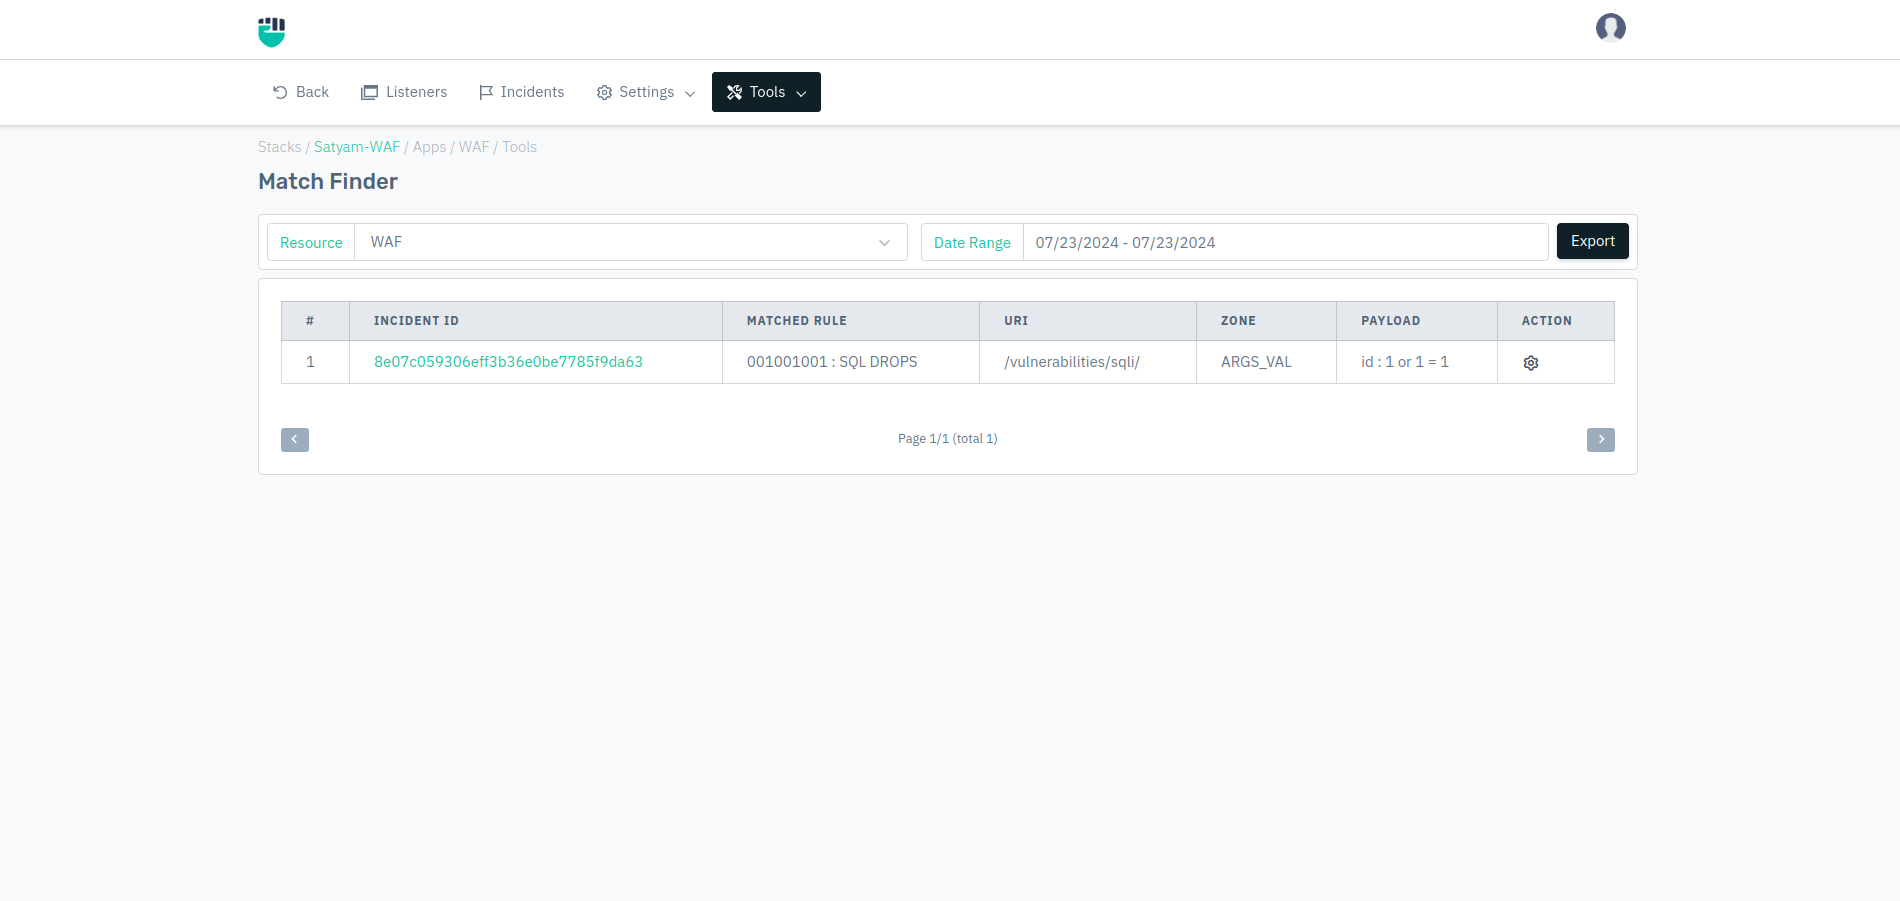 Back Listeners Incidents Settings Tools
Stacks / Satyam-WAF / Apps / WAF / Tools
Match Finder
Resource WAF Date Range 07/23/2024 - 07/23/2024 Export
# INCIDENT ID MATCHED RULE URI ZONE PAYLOAD ACTION
1 8e07c059306eff3b36e0be7785f9da63 001001001 : SQL DROPS /vulnerabilities/sqli/ ARGS_VAL id : 1 or 1 = 1
Page 1/1 (total 1)